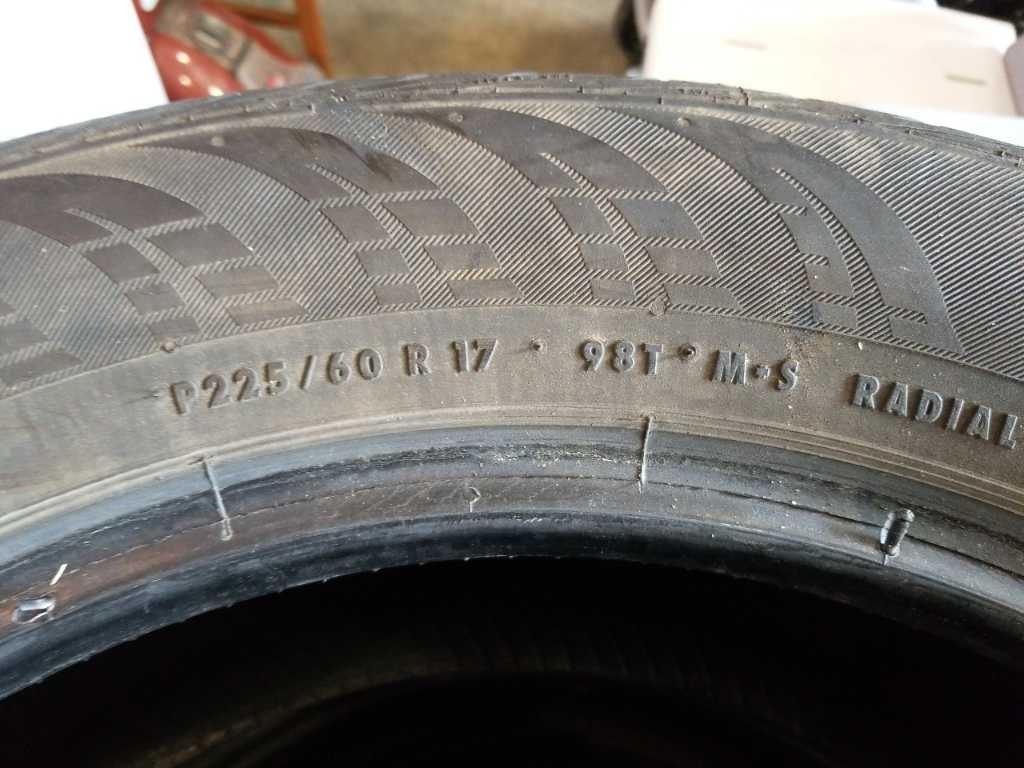 P225/60 R 17 • 98T • M+S RADIAL